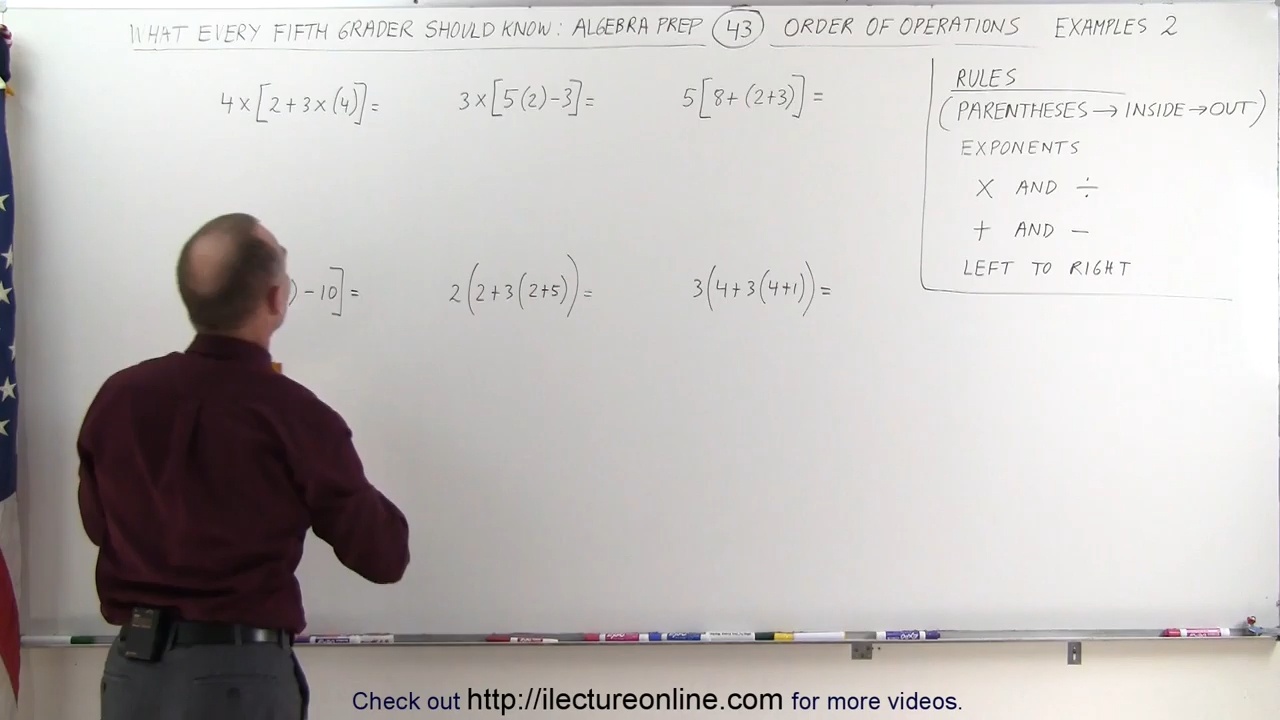 WHAT EVERY FIFTH GRADER SHOULD KNOW: ALGEBRA PREP 43 ORDER OF OPERATIONS EXAMPLES 2
4 × [2 + 3 × (4)] =
3 × [5(2) − 3] =
5[8 + (2+3)] =
) − 10] =
2(2 + 3(2+5)) =
3(4 + 3(4+1)) =
RULES
(PARENTHESES → INSIDE → OUT)
EXPONENTS
× AND ÷
+ AND −
LEFT TO RIGHT
Check out http://ilectureonline.com for more videos.